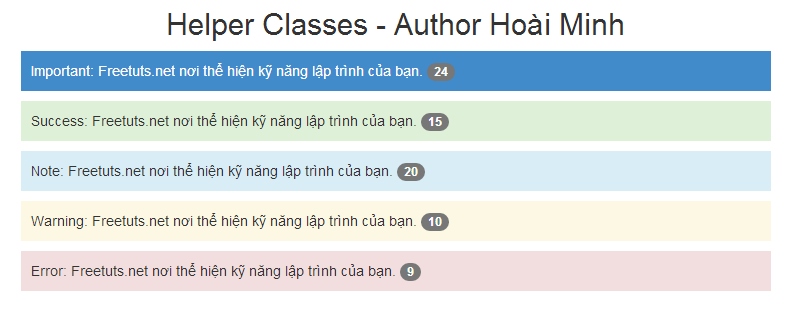 Helper Classes - Author Hoài Minh
Important: Freetuts.net nơi thể hiện kỹ năng lập trình của bạn. 24
Success: Freetuts.net nơi thể hiện kỹ năng lập trình của bạn. 15
Note: Freetuts.net nơi thể hiện kỹ năng lập trình của bạn. 20
Warning: Freetuts.net nơi thể hiện kỹ năng lập trình của bạn. 10
Error: Freetuts.net nơi thể hiện kỹ năng lập trình của bạn. 9